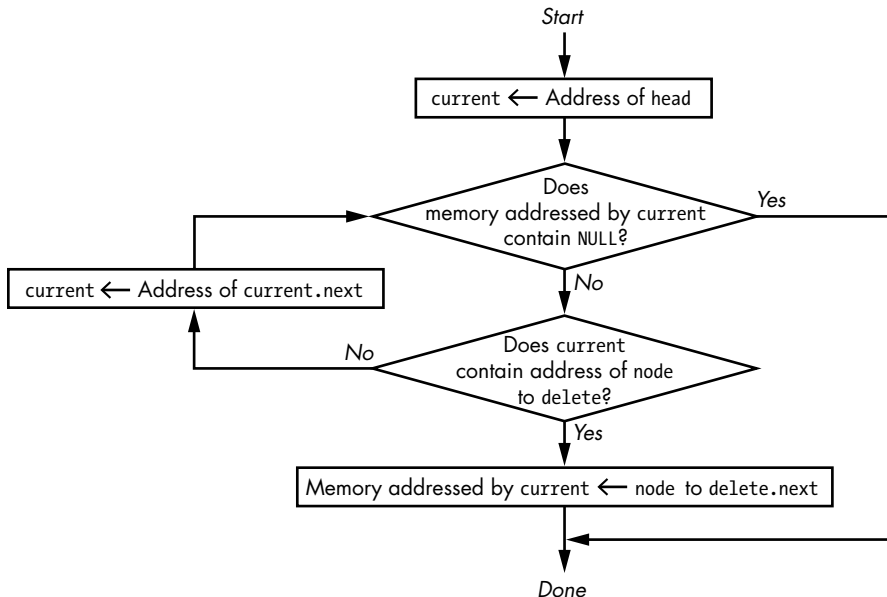 Start
current ← Address of head
Does
memory addressed by current
contain NULL?
Yes
No
current ← Address of current.next
Does current
contain address of node
to delete?
No
Yes
Memory addressed by current ← node to delete.next
Done